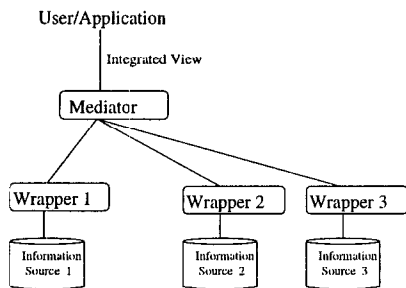 User/Application
Integrated View
Mediator
Wrapper 1
Wrapper 2
Wrapper 3
Information
Source 1
Information
Source 2
Information
Source 3